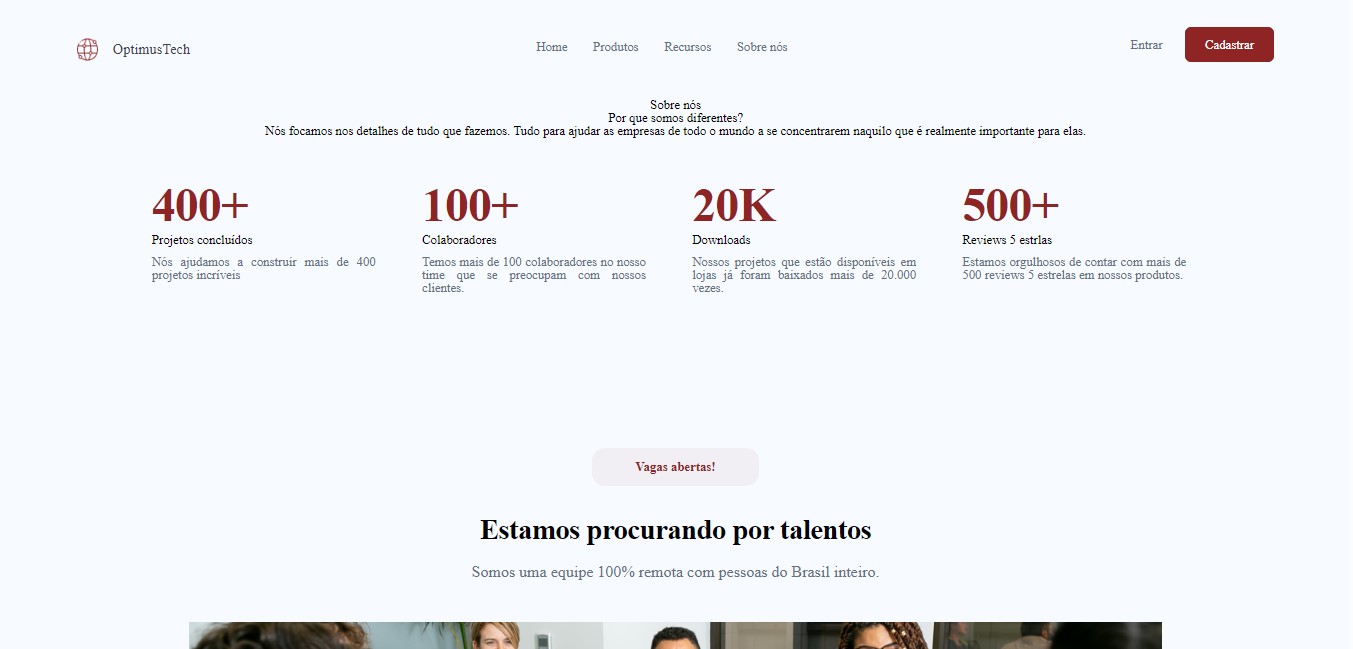 OptimusTech
Home
Produtos
Recursos
Sobre nós
Entrar
Cadastrar
Sobre nós
Por que somos diferentes?
Nós focamos nos detalhes de tudo que fazemos. Tudo para ajudar as empresas de todo o mundo a se concentrarem naquilo que é realmente importante para elas.
400+
Projetos concluídos
Nós ajudamos a construir mais de 400
projetos incríveis
100+
Colaboradores
Temos mais de 100 colaboradores no nosso
time que se preocupam com nossos
clientes.
20K
Downloads
Nossos projetos que estão disponíveis em
lojas já foram baixados mais de 20.000
vezes.
500+
Reviews 5 estrlas
Estamos orgulhosos de contar com mais de
500 reviews 5 estrelas em nossos produtos.
Vagas abertas!
Estamos procurando por talentos
Somos uma equipe 100% remota com pessoas do Brasil inteiro.